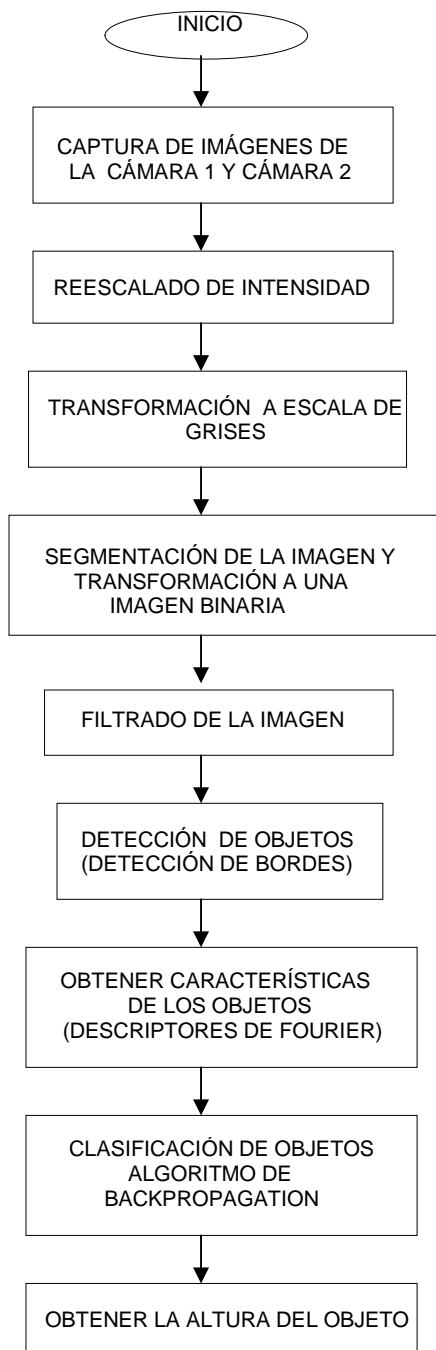 INICIO
CAPTURA DE IMÁGENES DE
LA CÁMARA 1 Y CÁMARA 2
REESCALADO DE INTENSIDAD
TRANSFORMACIÓN A ESCALA DE
GRISES
SEGMENTACIÓN DE LA IMAGEN Y
TRANSFORMACIÓN A UNA
IMAGEN BINARIA
FILTRADO DE LA IMAGEN
DETECCIÓN DE OBJETOS
(DETECCIÓN DE BORDES)
OBTENER CARACTERÍSTICAS
DE LOS OBJETOS
(DESCRIPTORES DE FOURIER)
CLASIFICACIÓN DE OBJETOS
ALGORITMO DE
BACKPROPAGATION
OBTENER LA ALTURA DEL OBJETO